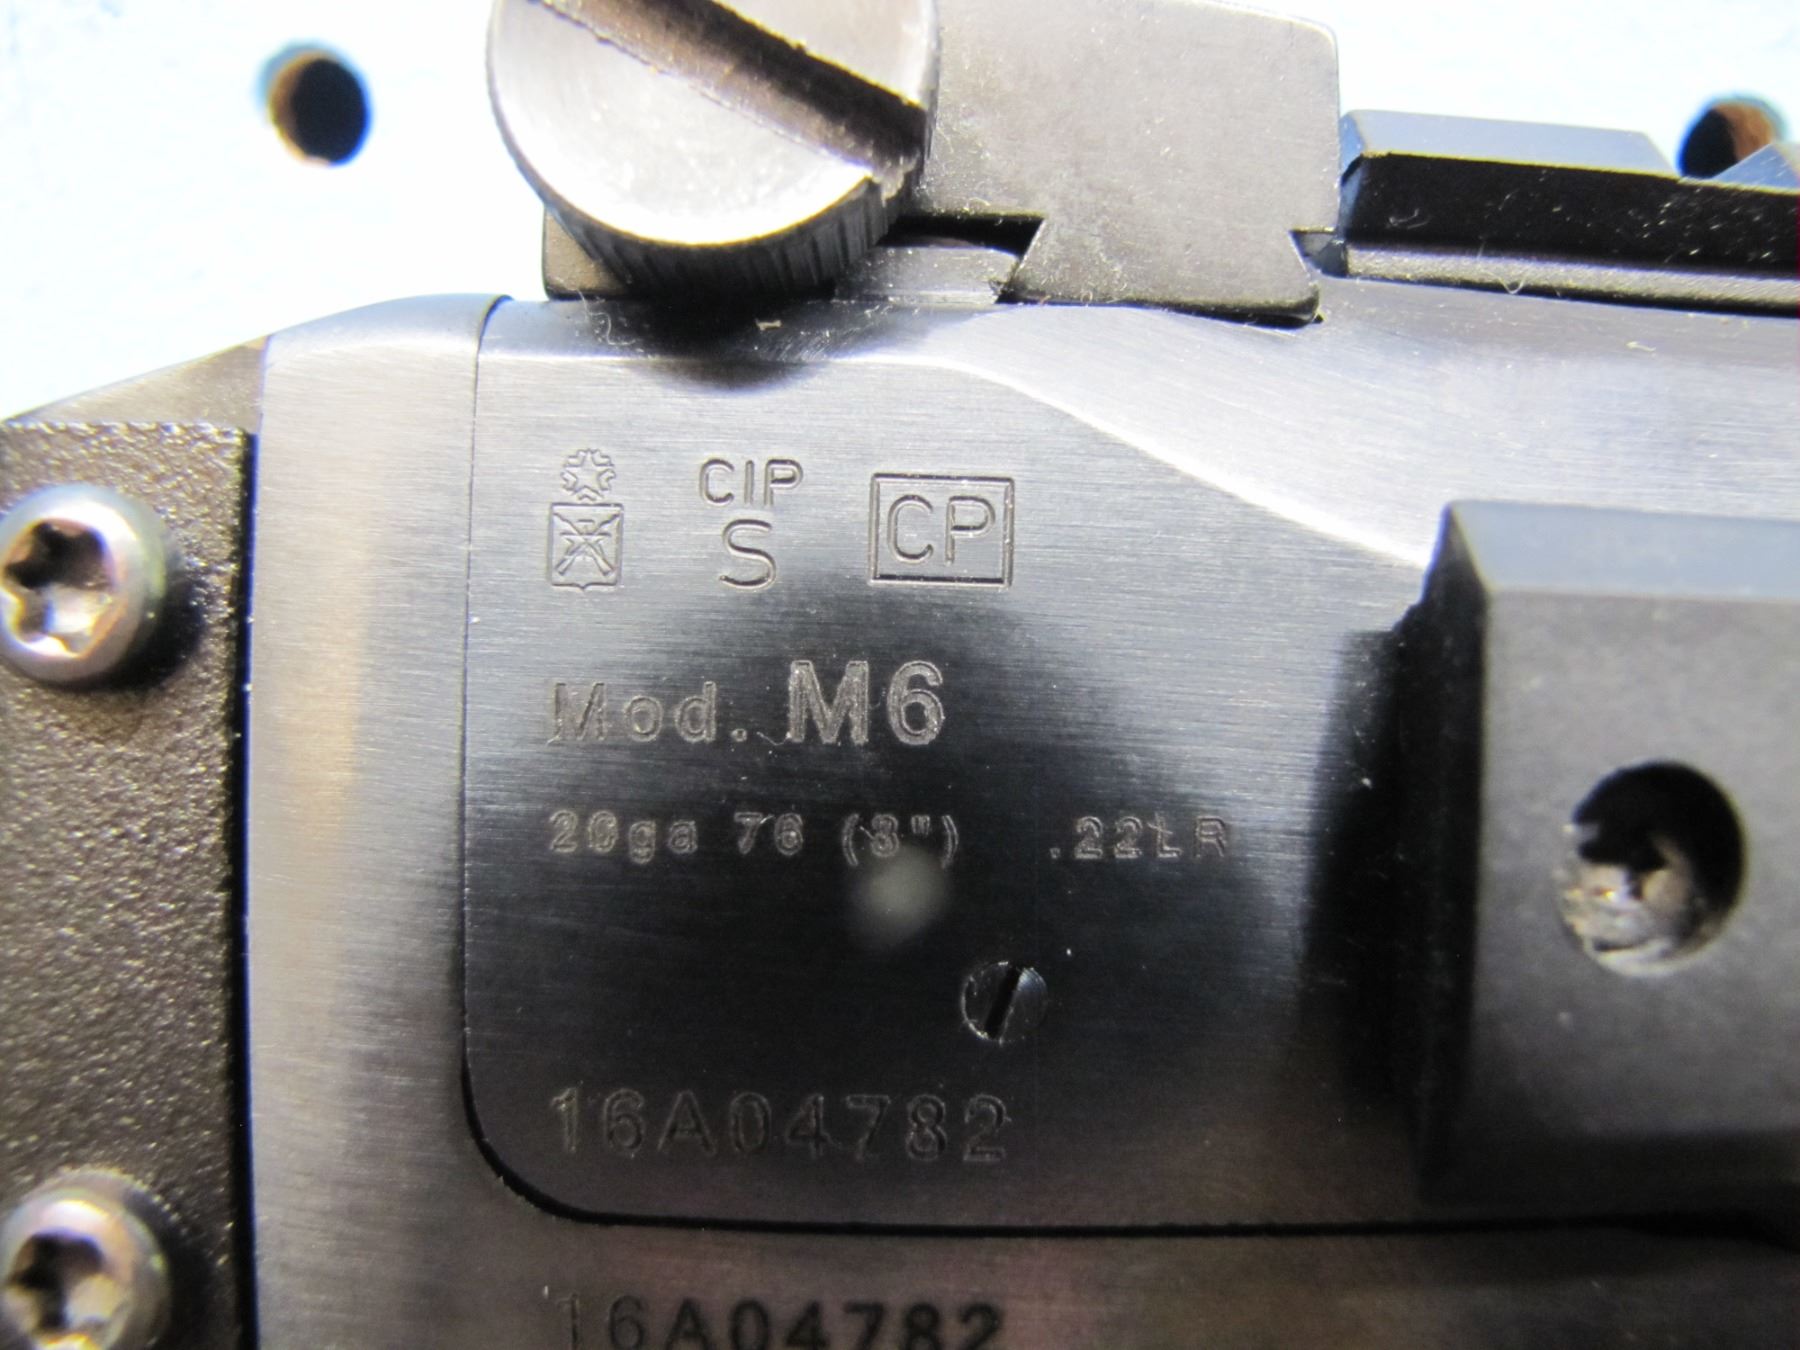 CIP
S
CP
Mod. M6
20ga 76 (3") .22LR
16A04782
16A04782